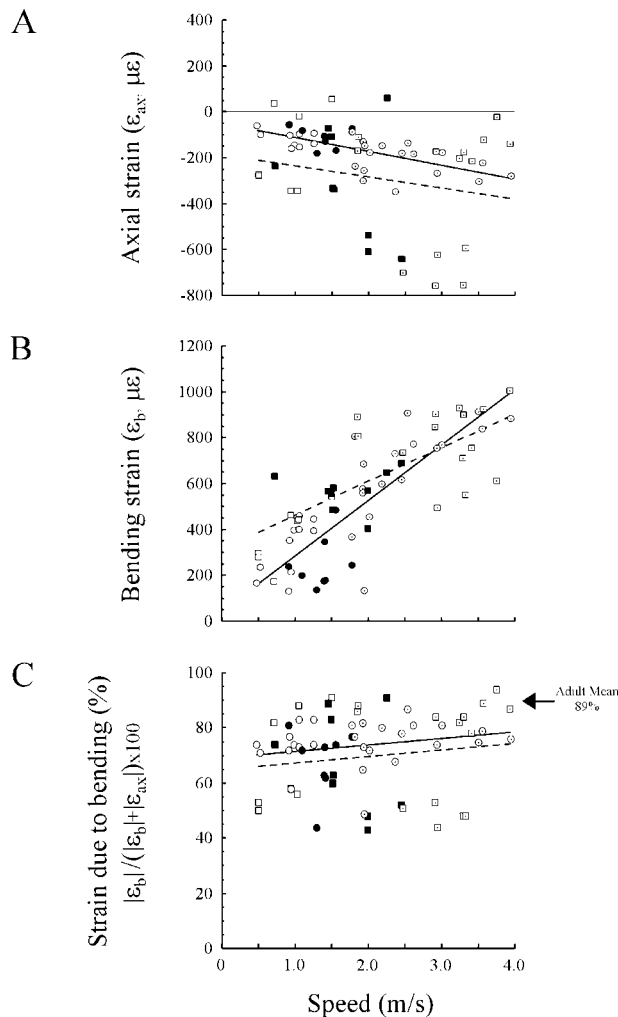 A
Axial strain (εax, με)
400
200
0
-200
-400
-600
-800
B
Bending strain (εb, με)
1200
1000
800
600
400
200
0
C
Strain due to bending (%)
|εb|/(|εb|+|εax|)x100
100
80
60
40
20
0
Adult Mean
89%
1.0 2.0 3.0 4.0
Speed (m/s)